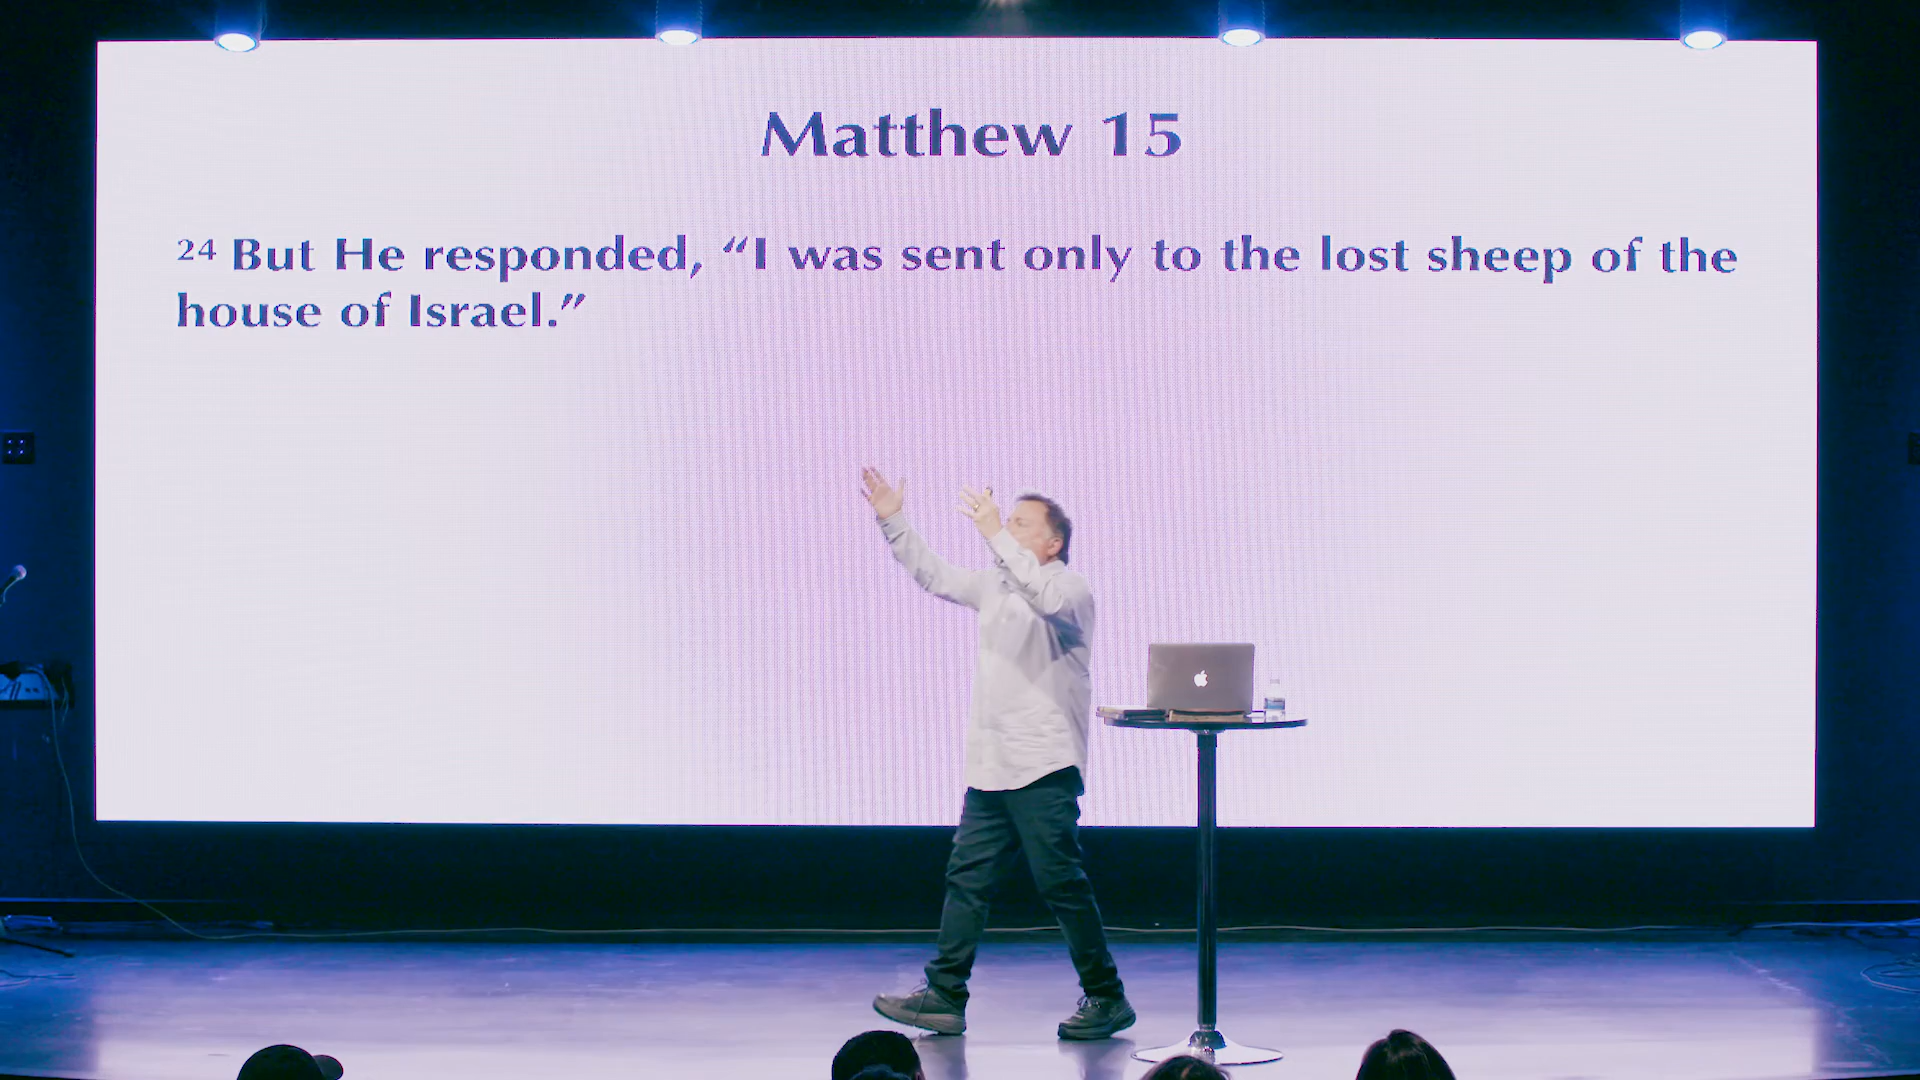 Matthew 15
24 But He responded, “I was sent only to the lost sheep of the
house of Israel.”